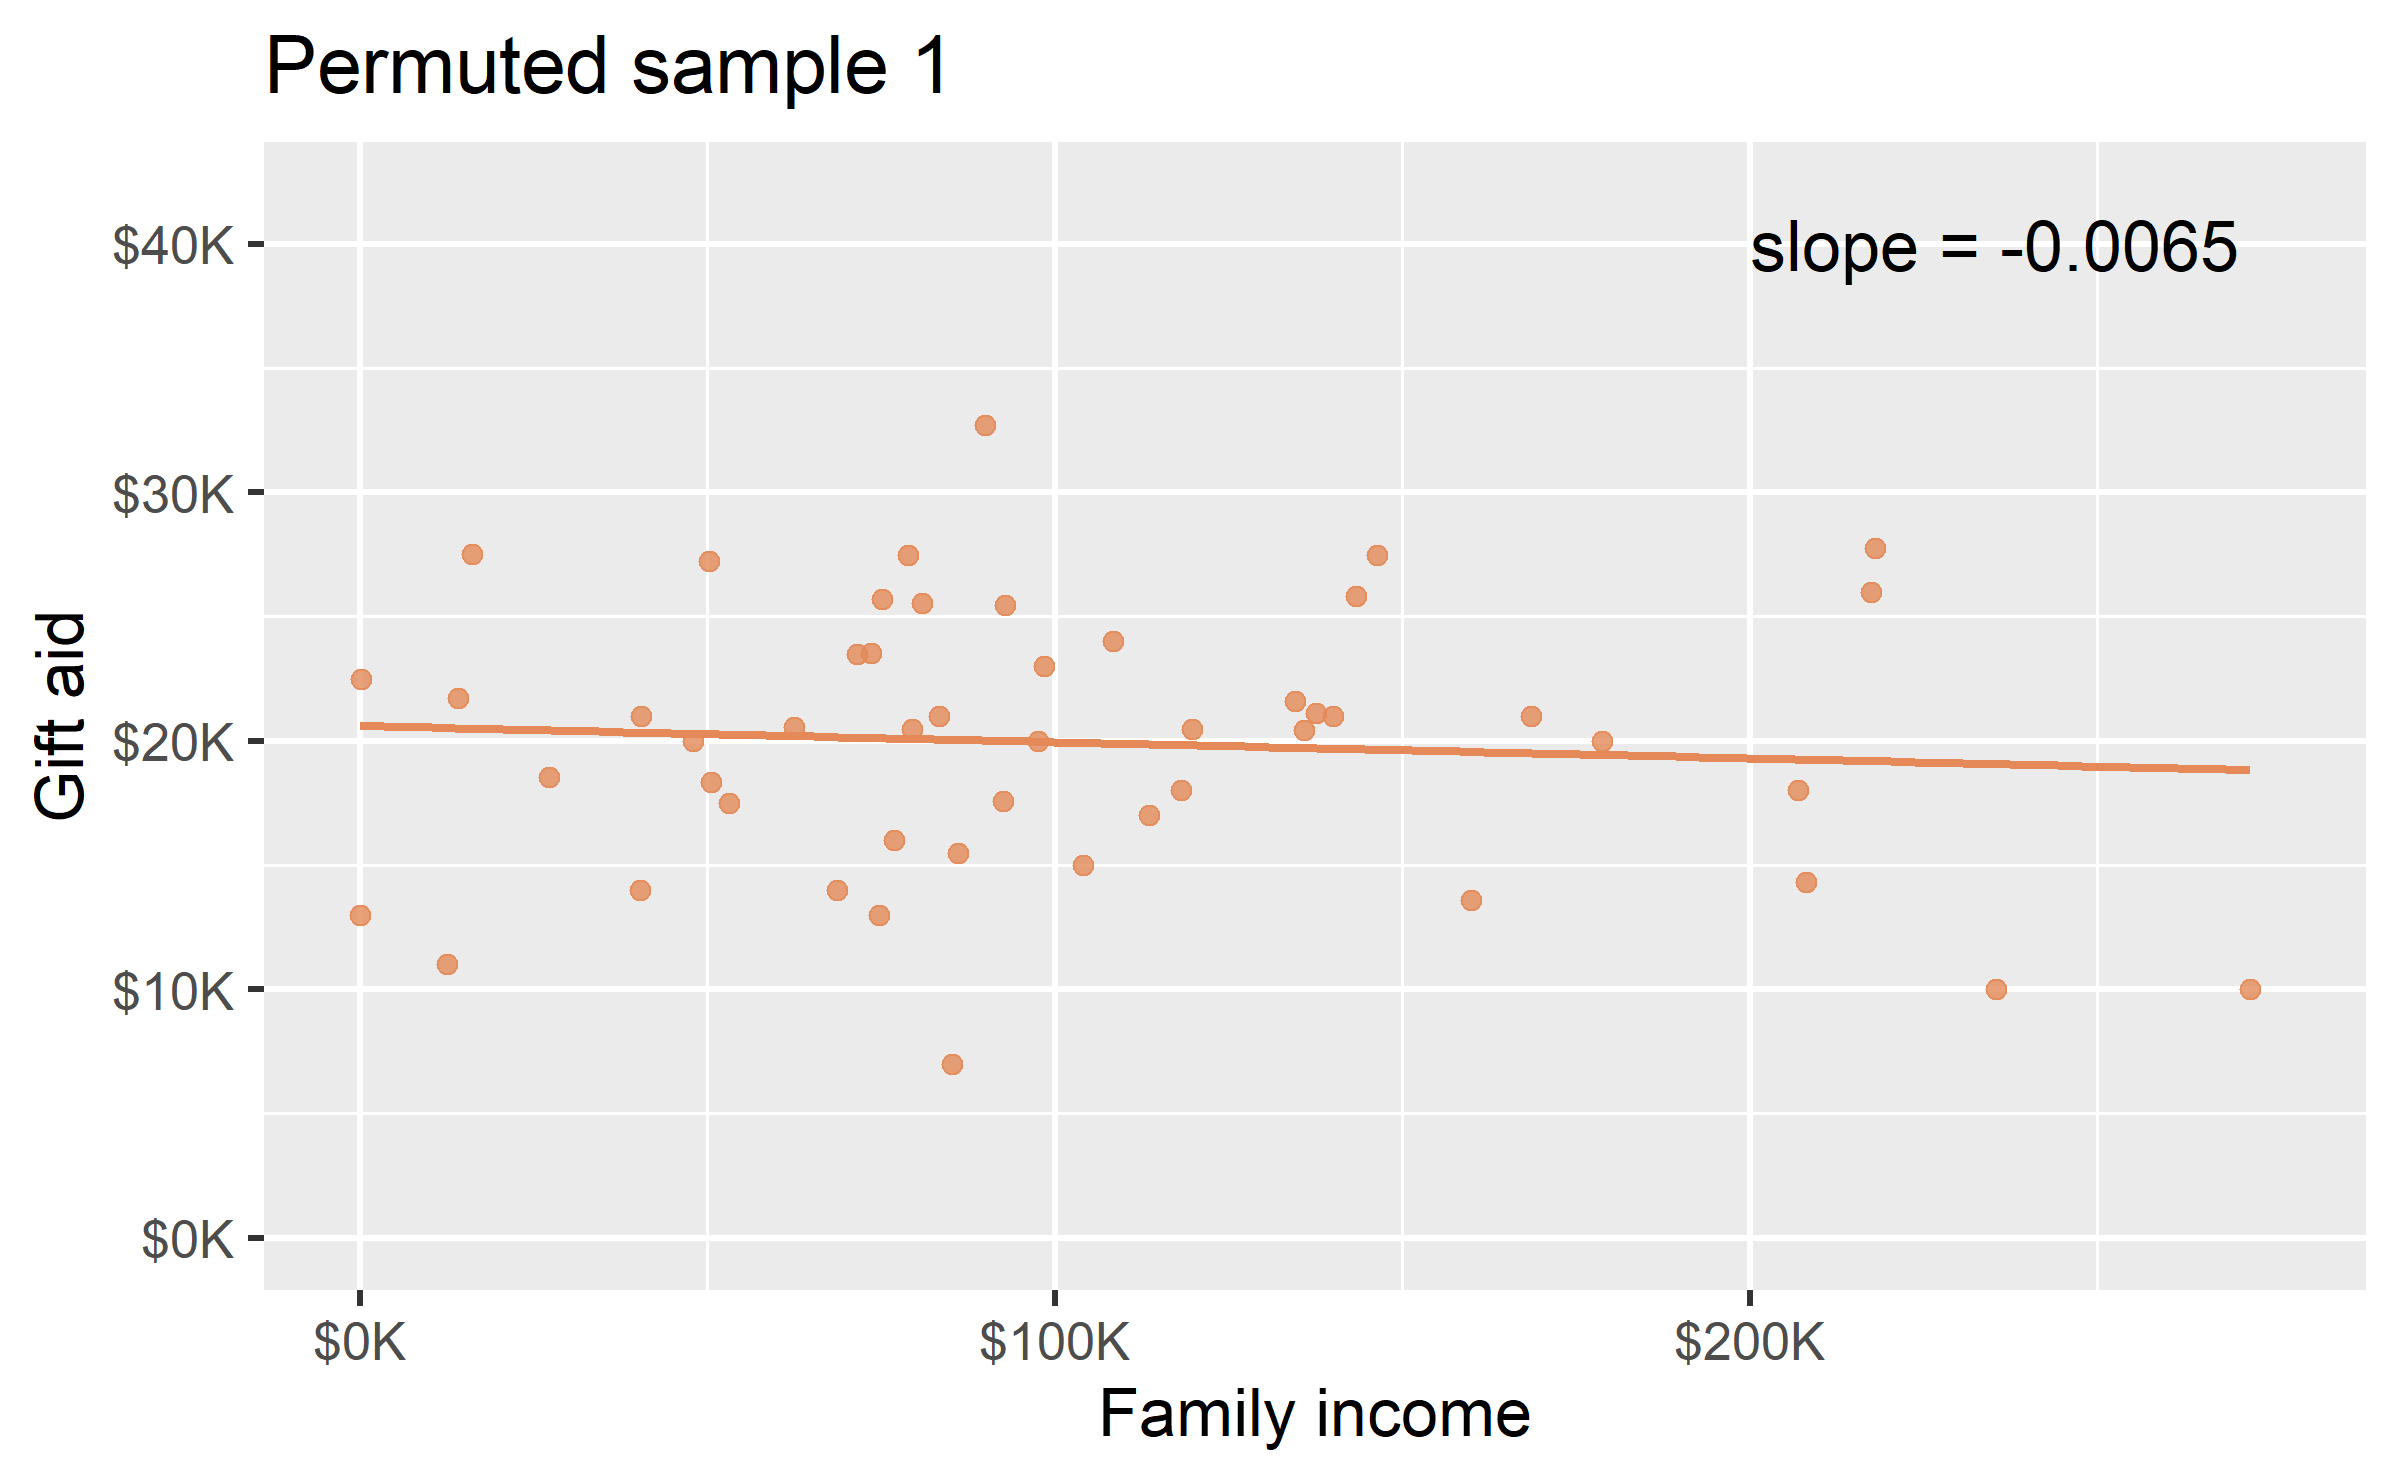 Permuted sample 1
slope = -0.0065
$40K
$30K
$20K
$10K
$0K
Gift aid
$0K
$100K
$200K
Family income